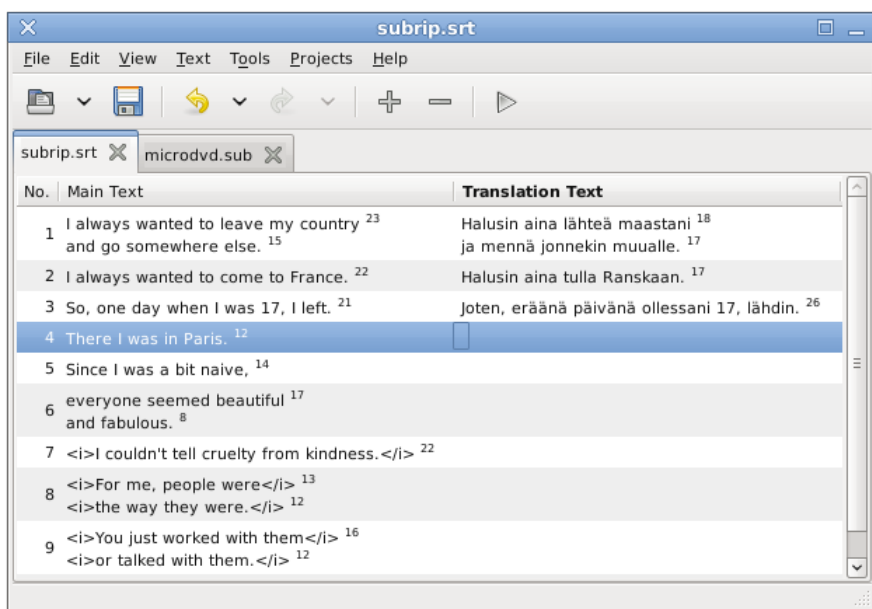 subrip.srt
File Edit View Text Tools Projects Help
subrip.srt microdvd.sub
No. Main Text Translation Text
1 I always wanted to leave my country 23 Halusin aina lähteä maastani 18
and go somewhere else. 15 ja mennä jonnekin muualle. 17
2 I always wanted to come to France. 22 Halusin aina tulla Ranskaan. 17
3 So, one day when I was 17, I left. 21 Joten, eräänä päivänä ollessani 17, lähdin. 26
4 There I was in Paris. 12
5 Since I was a bit naive, 14
6 everyone seemed beautiful 17
and fabulous. 8
7 <i>I couldn't tell cruelty from kindness.</i> 22
8 <i>For me, people were</i> 13
<i>the way they were.</i> 12
9 <i>You just worked with them</i> 16
<i>or talked with them.</i> 12